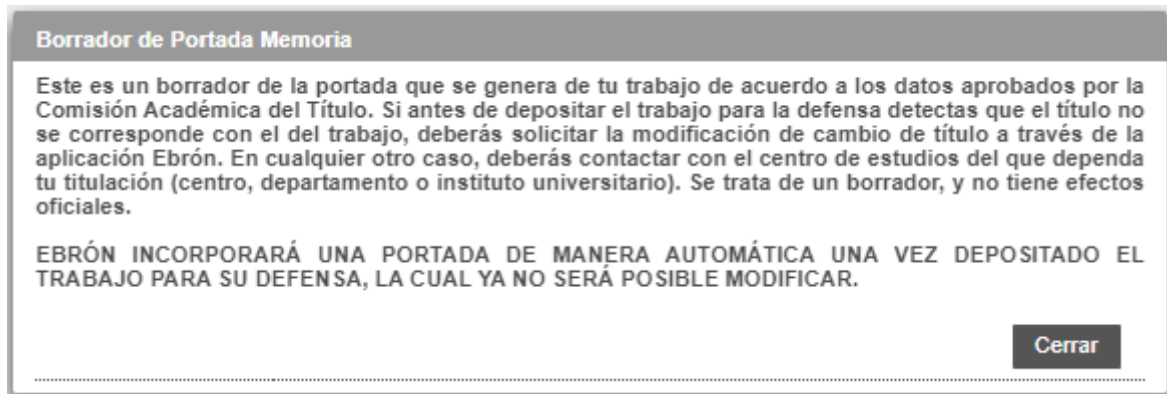 Borrador de Portada Memoria
Este es un borrador de la portada que se genera de tu trabajo de acuerdo a los datos aprobados por la
Comisión Académica del Título. Si antes de depositar el trabajo para la defensa detectas que el título no
se corresponde con el del trabajo, deberás solicitar la modificación de cambio de título a través de la
aplicación Ebrón. En cualquier otro caso, deberás contactar con el centro de estudios del que dependa
tu titulación (centro, departamento o instituto universitario). Se trata de un borrador, y no tiene efectos
oficiales.
EBRÓN INCORPORARÁ UNA PORTADA DE MANERA AUTOMÁTICA UNA VEZ DEPOSITADO EL
TRABAJO PARA SU DEFENSA, LA CUAL YA NO SERÁ POSIBLE MODIFICAR.
Cerrar